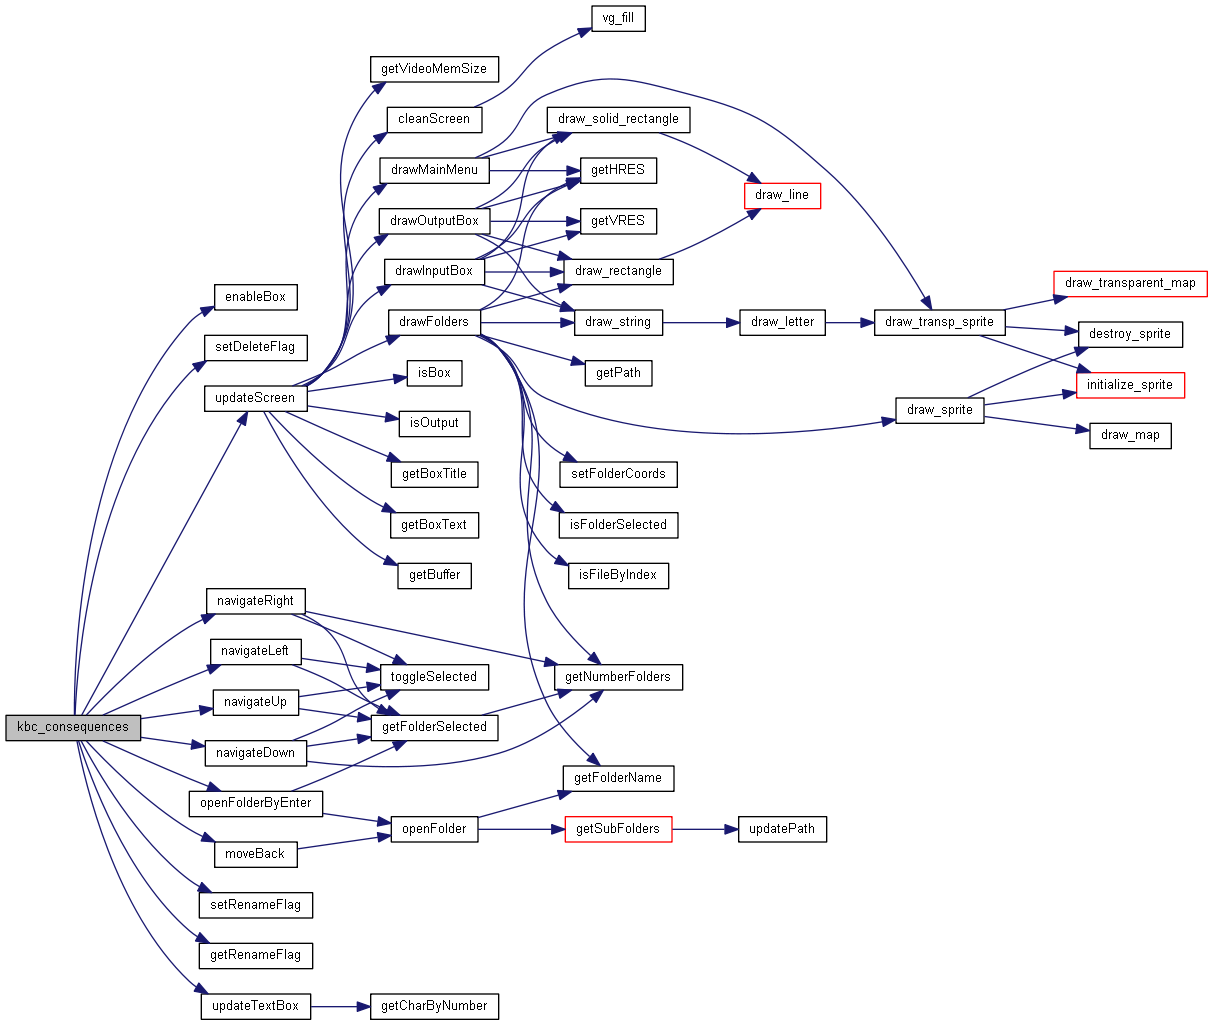 vg_fill
getVideoMemSize
cleanScreen
draw_solid_rectangle
drawMainMenu
getHRES
draw_line
drawOutputBox
getVRES
drawInputBox
draw_rectangle
draw_transparent_map
enableBox
drawFolders
draw_string
draw_letter
draw_transp_sprite
destroy_sprite
setDeleteFlag
isBox
getPath
initialize_sprite
updateScreen
draw_sprite
isOutput
draw_map
getBoxTitle
setFolderCoords
getBoxText
isFolderSelected
getBuffer
isFileByIndex
navigateRight
navigateLeft
toggleSelected
getNumberFolders
navigateUp
kbc_consequences
getFolderSelected
navigateDown
getFolderName
openFolderByEnter
openFolder
getSubFolders
updatePath
moveBack
setRenameFlag
getRenameFlag
updateTextBox
getCharByNumber